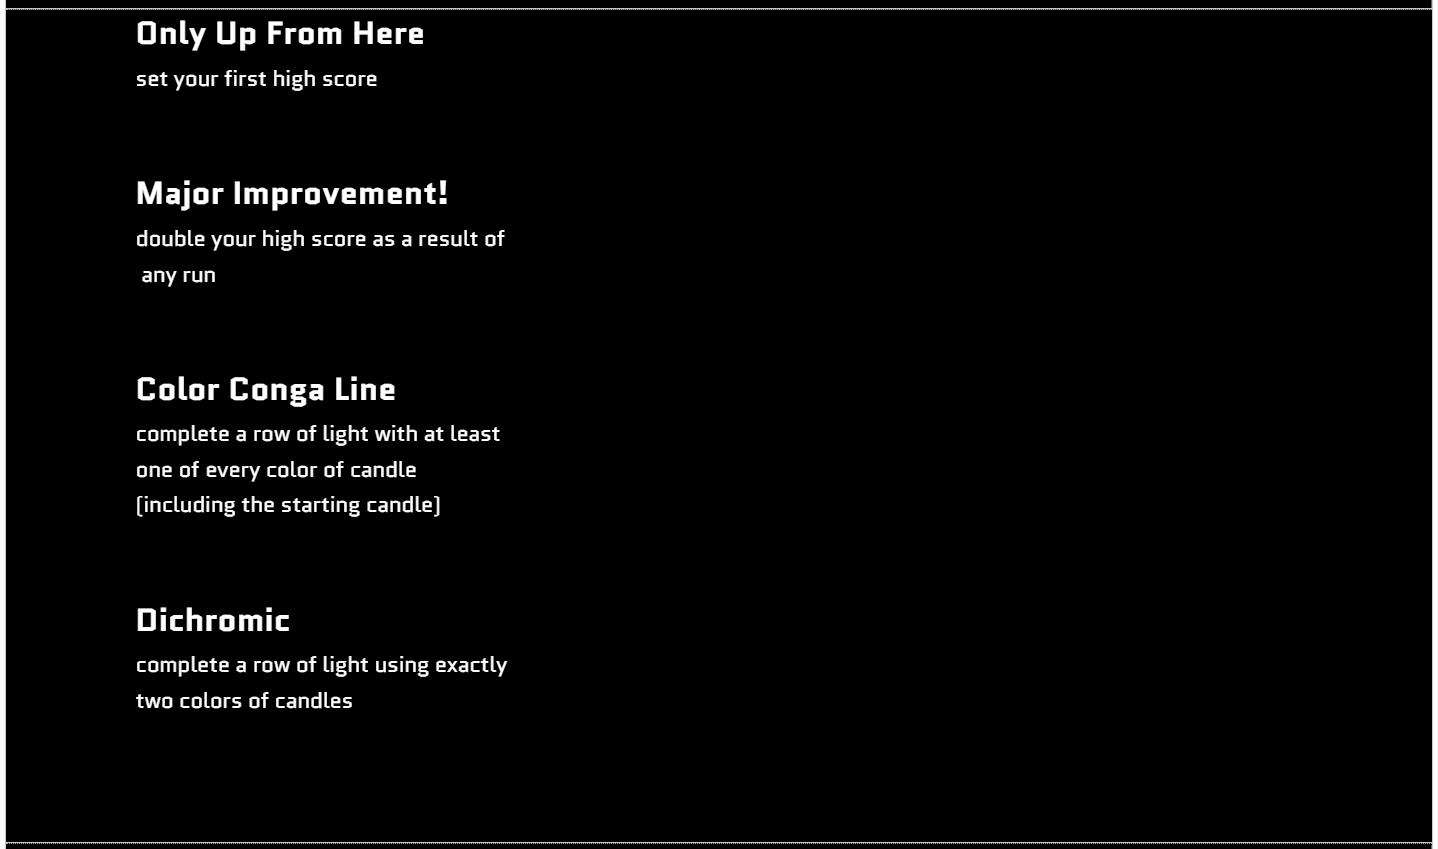 Only Up From Here
set your first high score
Major Improvement!
double your high score as a result of
any run
Color Conga Line
complete a row of light with at least
one of every color of candle
(including the starting candle)
Dichromic
complete a row of light using exactly
two colors of candles